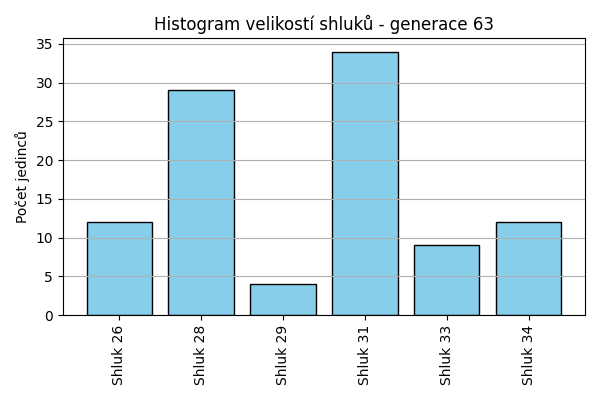 Histogram velikostí shluků - generace 63
Počet jedinců
35
30
25
20
15
10
5
0
Shluk 26
Shluk 28
Shluk 29
Shluk 31
Shluk 33
Shluk 34